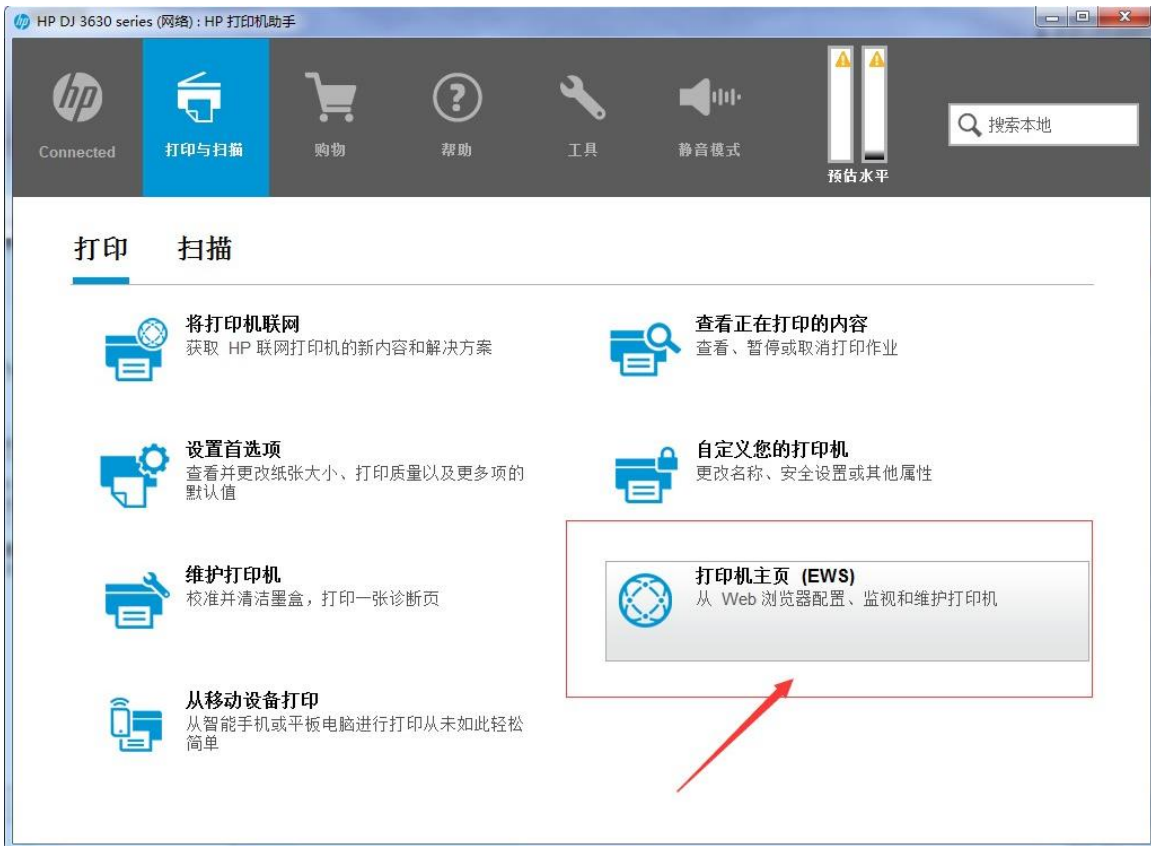 HP DJ 3630 series (网络) : HP 打印机助手
hp
Connected
打印与扫描
购物
帮助
工具
静音模式
预估水平
搜索本地
打印
扫描
将打印机联网
获取 HP 联网打印机的新内容和解决方案
查看正在打印的内容
查看、暂停或取消打印作业
设置首选项
查看并更改纸张大小、打印质量以及更多项的
默认值
自定义您的打印机
更改名称、安全设置或其他属性
维护打印机
校准并清洁墨盒，打印一张诊断页
打印机主页 (EWS)
从 Web 浏览器配置、监视和维护打印机
从移动设备打印
从智能手机或平板电脑进行打印从未如此轻松
简单